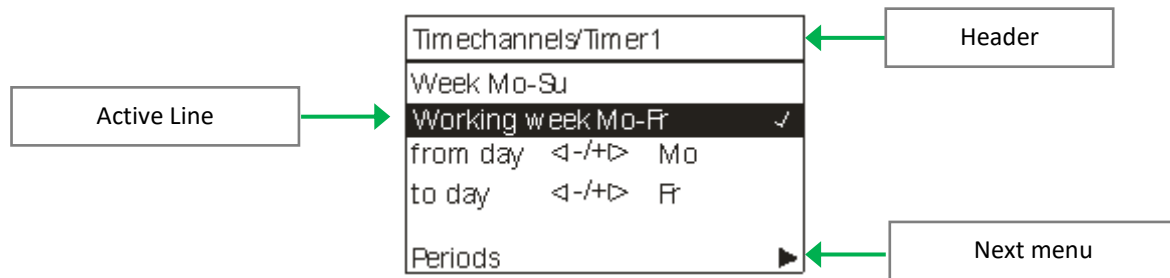 Timechannels/Timer1
Header
Week Mo-Su
Active Line
Working week Mo-Fr ✓
from day ◁-/+▷ Mo
to day ◁-/+▷ Fr
Periods ▶
Next menu